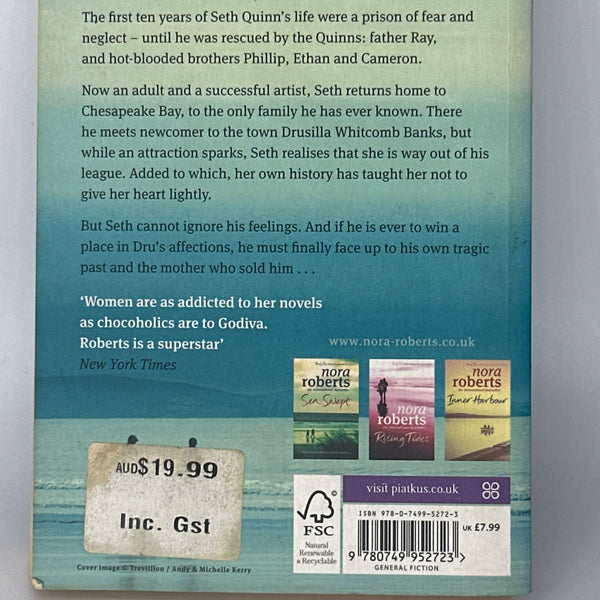 The first ten years of Seth Quinn's life were a prison of fear and
neglect – until he was rescued by the Quinns: father Ray,
and hot-blooded brothers Phillip, Ethan and Cameron.
Now an adult and a successful artist, Seth returns home to
Chesapeake Bay, to the only family he has ever known. There
he meets newcomer to the town Drusilla Whitcomb Banks, but
while an attraction sparks, Seth realises that she is way out of his
league. Added to which, her own history has taught her not to
give her heart lightly.
But Seth cannot ignore his feelings. And if he is ever to win a
place in Dru's affections, he must finally face up to his own tragic
past and the mother who sold him . . .
'Women are as addicted to her novels
as chocoholics are to Godiva.
Roberts is a superstar'
New York Times
www.nora-roberts.co.uk
nora
roberts
Sea Swept
nora
roberts
Rising Tides
nora
roberts
Inner Harbour
AUD$19.99
Inc. Gst
visit piatkus.co.uk
FSC
Natural
Renewable
& Recyclable
ISBN 978-0-7499-5272-3
UK £7.99
9 780749 952723 >
GENERAL FICTION
Cover image © Trevillion / Andy & Michelle Kerry